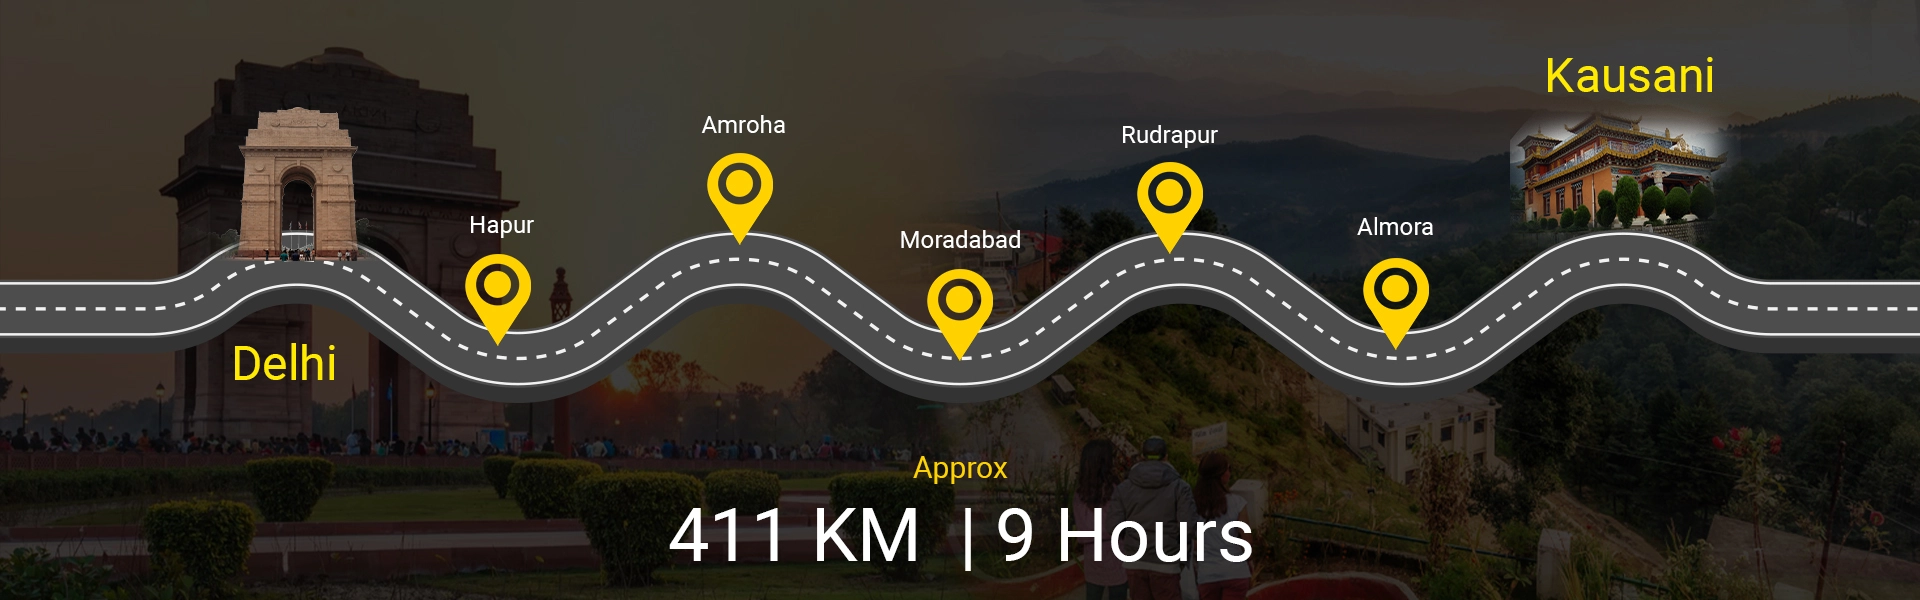 Kausani
Amroha
Rudrapur
Hapur
Almora
Moradabad
Delhi
Approx
411 KM | 9 Hours